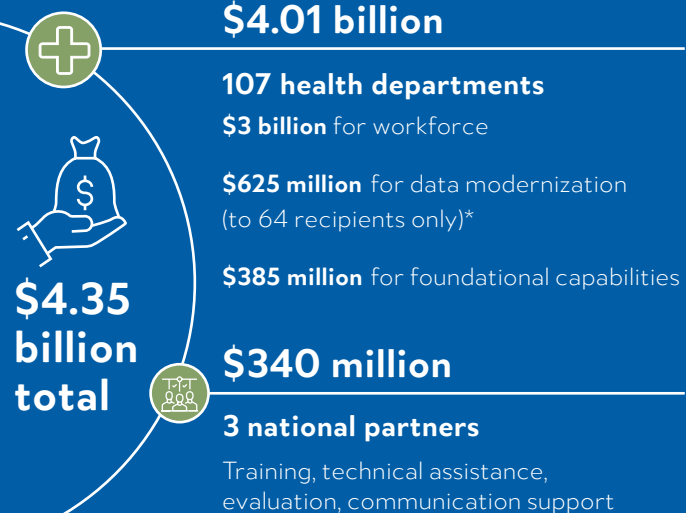 $4.01 billion
107 health departments
$3 billion for workforce
$625 million for data modernization
(to 64 recipients only)*
$385 million for foundational capabilities
$
$4.35
billion
total
$340 million
3 national partners
Training, technical assistance,
evaluation, communication support